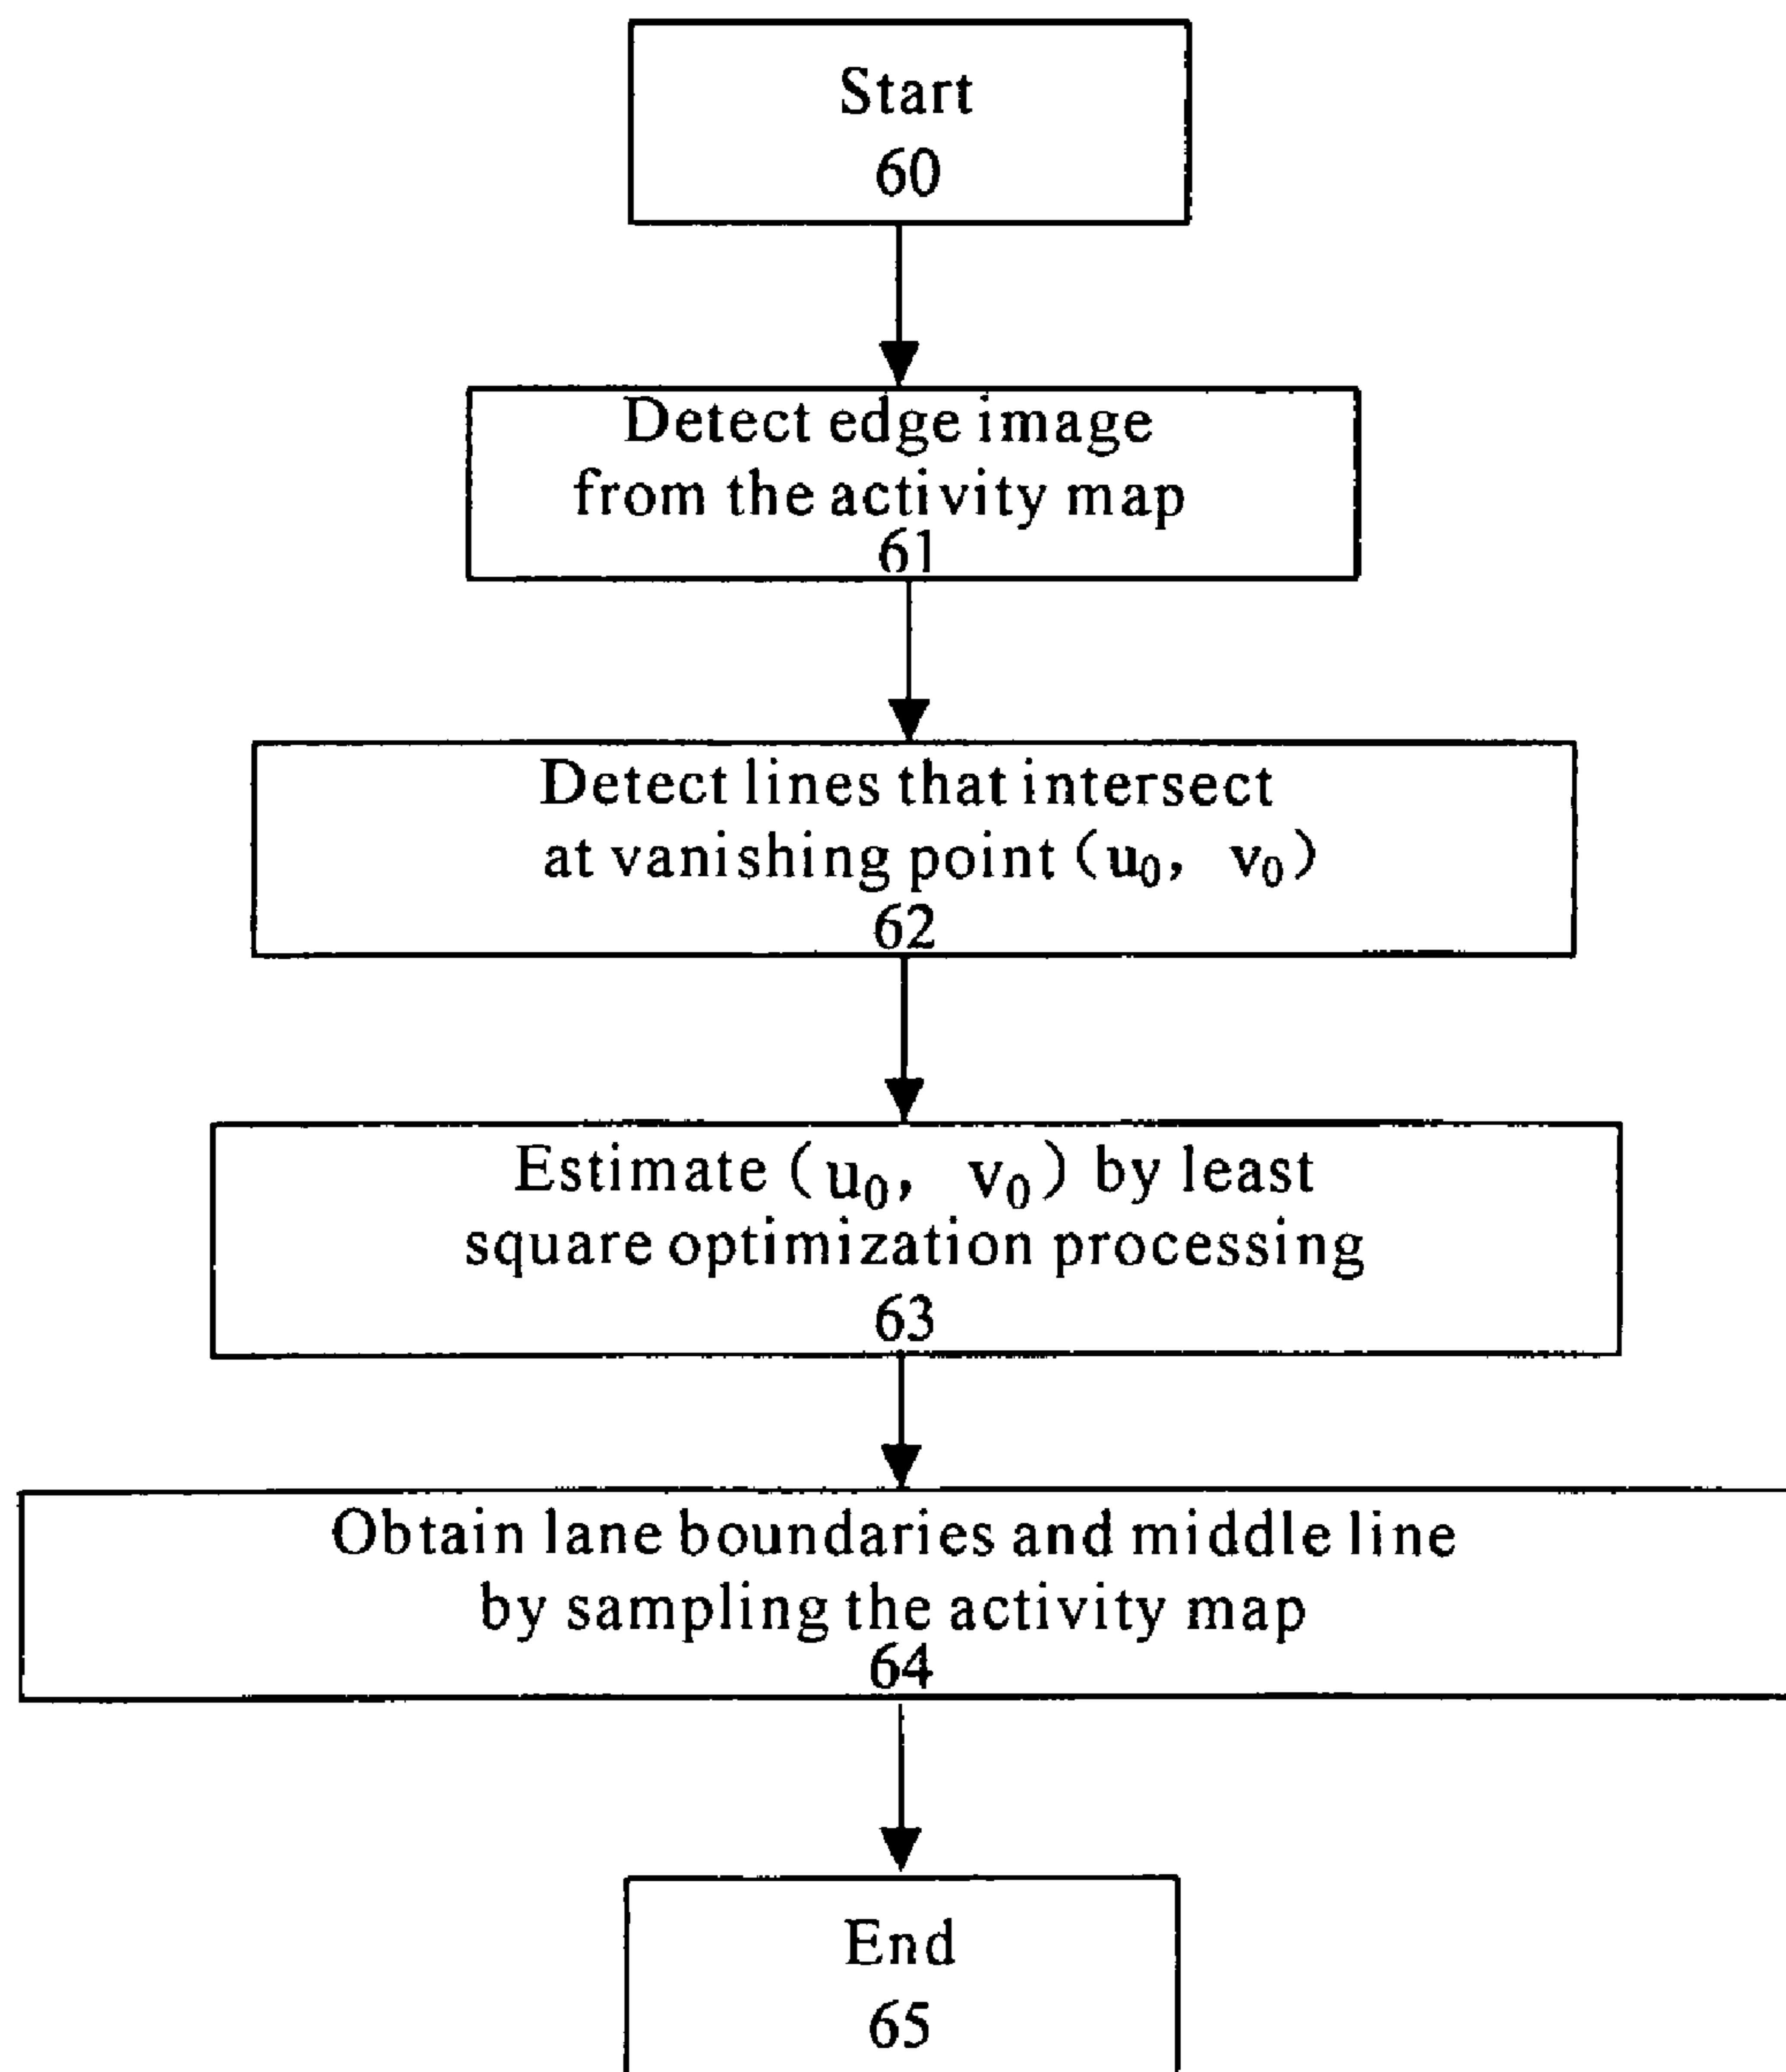 Start
60
Detect edge image
from the activity map
61
Detect lines that intersect
at vanishing point (u₀, v₀)
62
Estimate (u₀, v₀) by least
square optimization processing
63
Obtain lane boundaries and middle line
by sampling the activity map
64
End
65